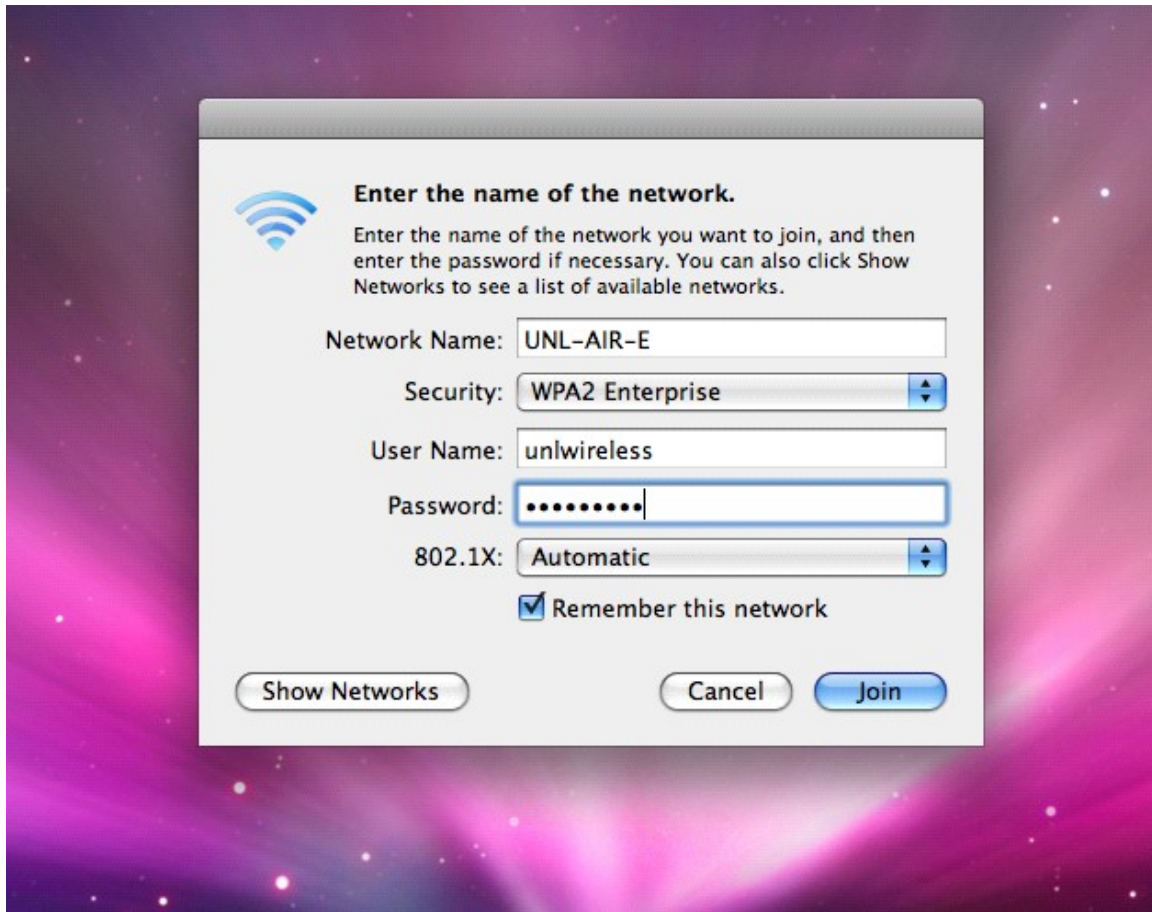 Enter the name of the network.
Enter the name of the network you want to join, and then
enter the password if necessary. You can also click Show
Networks to see a list of available networks.
Network Name: UNL-AIR-E
Security: WPA2 Enterprise
User Name: unlwireless
Password: •••••••••
802.1X: Automatic
Remember this network
Show Networks Cancel Join